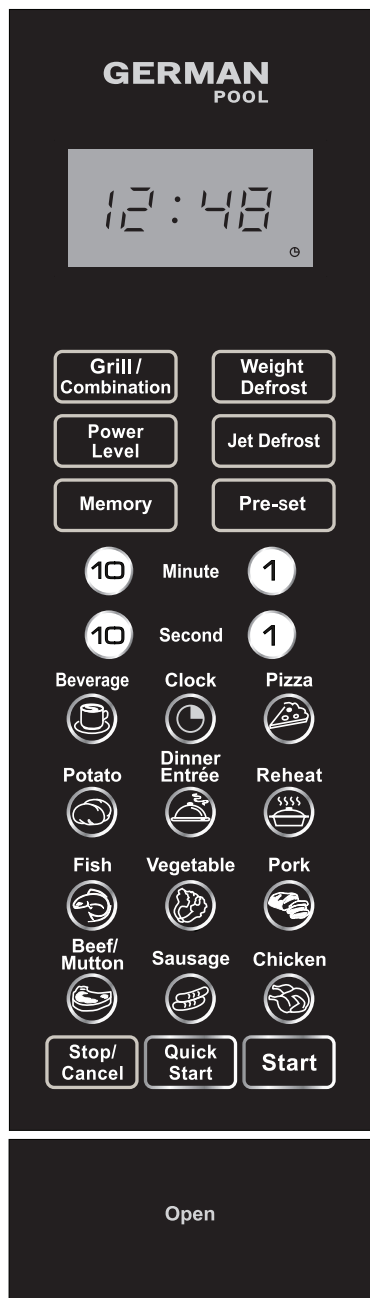 GERMAN
POOL
12:48
Grill/
Combination
Weight
Defrost
Power
Level
Jet Defrost
Memory
Pre-set
10 Minute 1
10 Second 1
Beverage Clock Pizza
Potato
Dinner
Entrée
Reheat
Fish Vegetable Pork
Beef/
Mutton
Sausage Chicken
Stop/
Cancel
Quick
Start
Start
Open